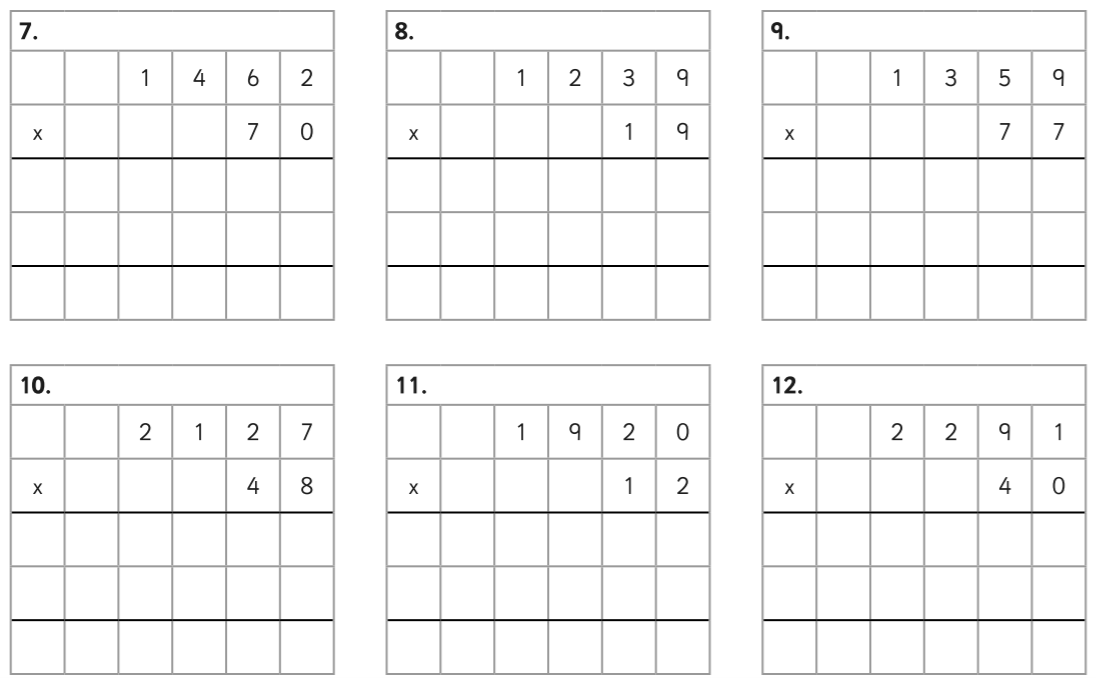 7.
1 4 6 2
x 7 0
8.
1 2 3 9
x 1 9
9.
1 3 5 9
x 7 7
10.
2 1 2 7
x 4 8
11.
1 9 2 0
x 1 2
12.
2 2 9 1
x 4 0